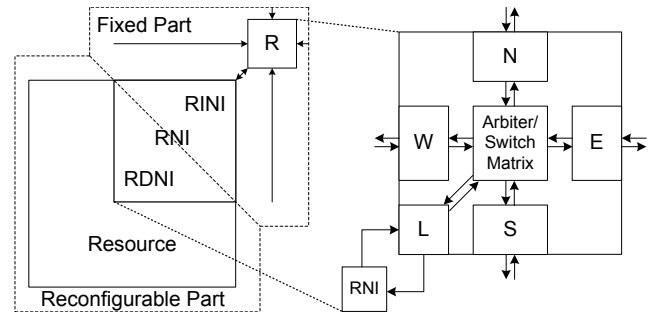 Fixed Part
R
RINI
RNI
RDNI
Resource
Reconfigurable Part
N
W
Arbiter/
Switch
Matrix
E
L
S
RNI